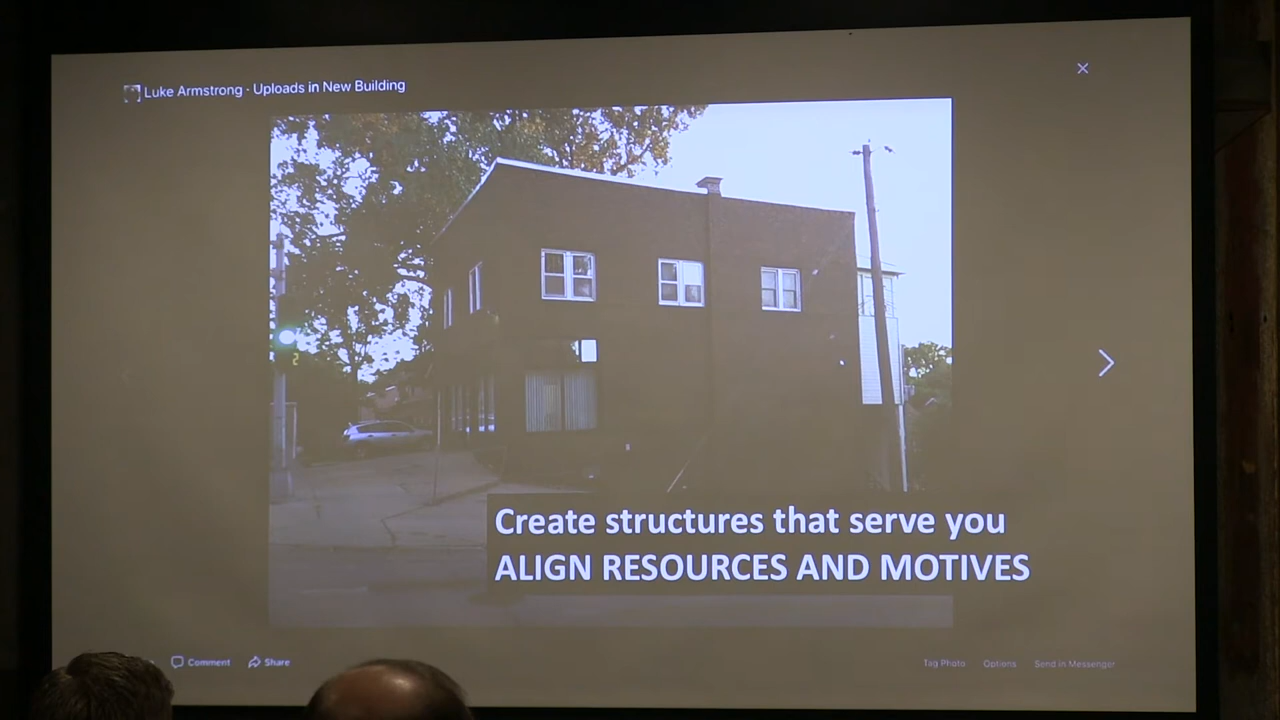 Luke Armstrong · Uploads in New Building
Create structures that serve you
ALIGN RESOURCES AND MOTIVES
Comment Share
Tag Photo Options Send in Messenger